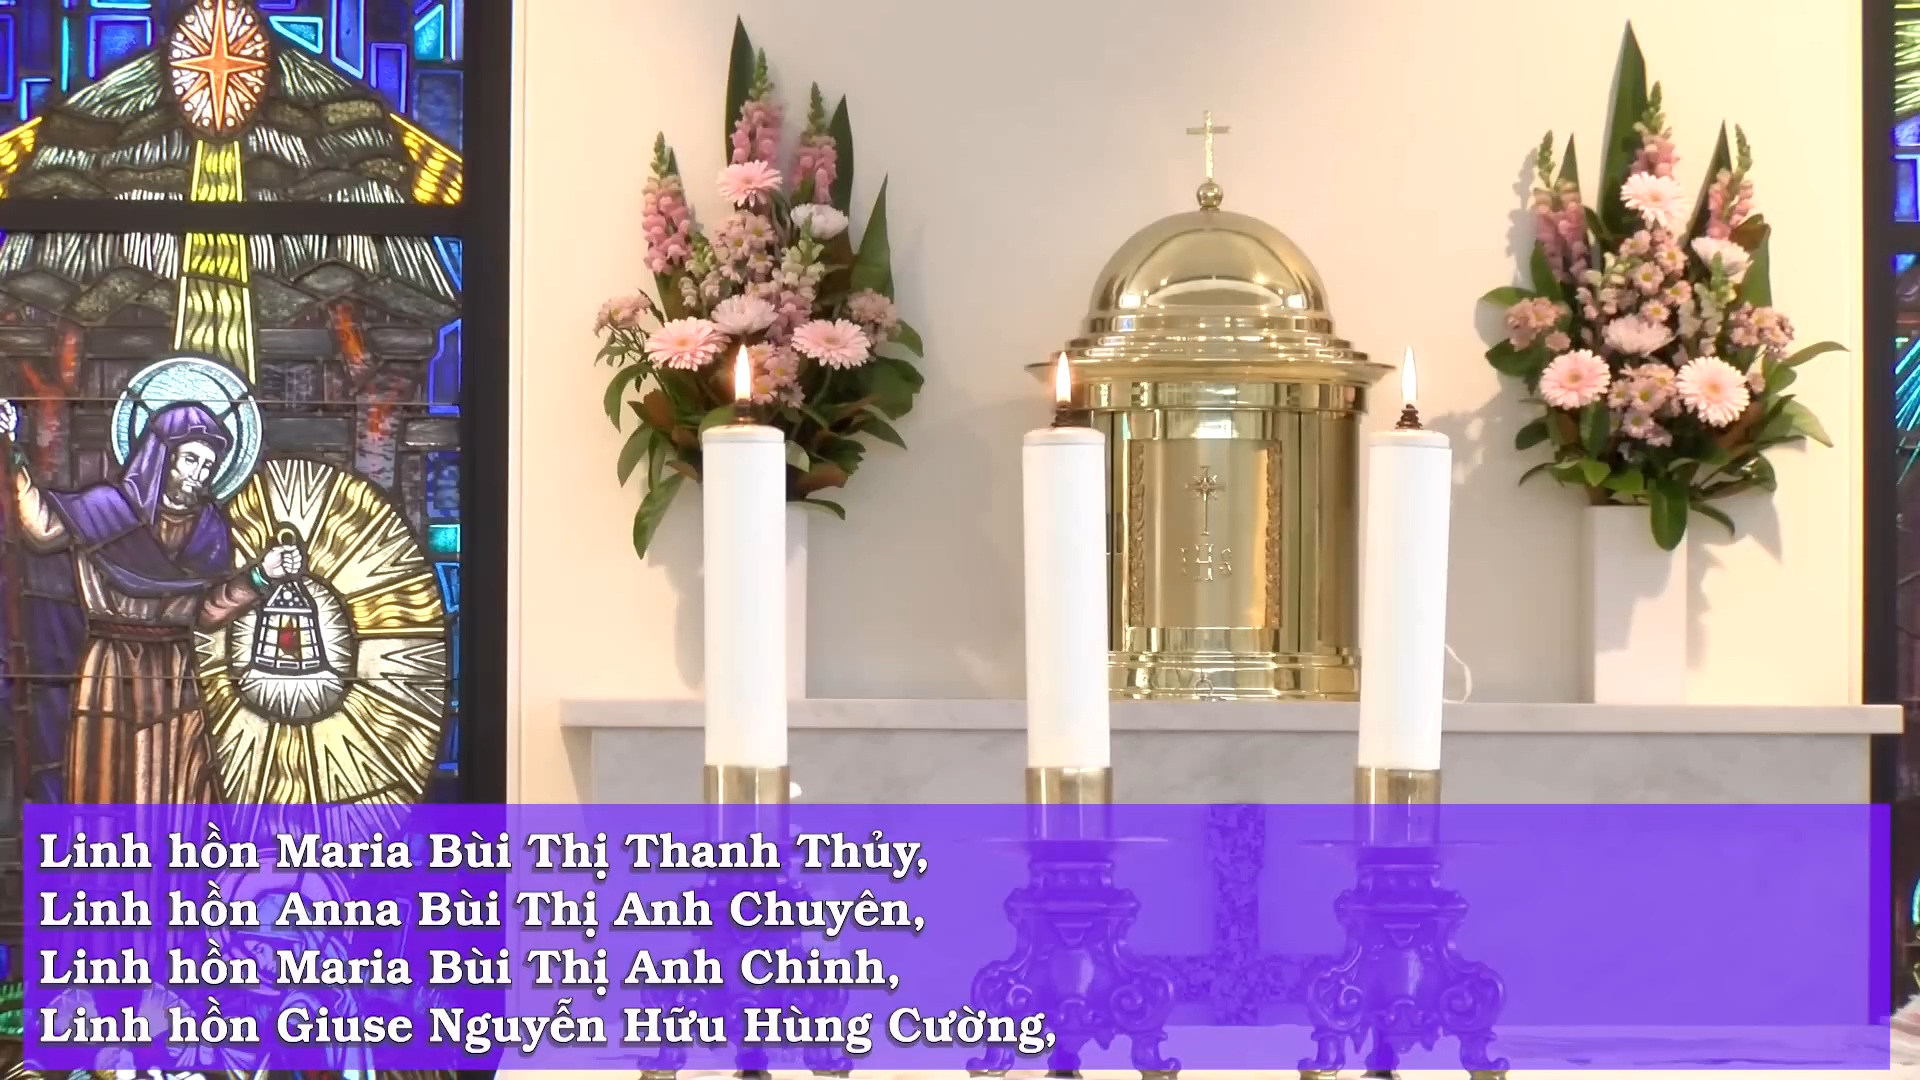 IHS
Linh hồn Maria Bùi Thị Thanh Thủy,
Linh hồn Anna Bùi Thị Anh Chuyên,
Linh hồn Maria Bùi Thị Anh Chinh,
Linh hồn Giuse Nguyễn Hữu Hùng Cường,